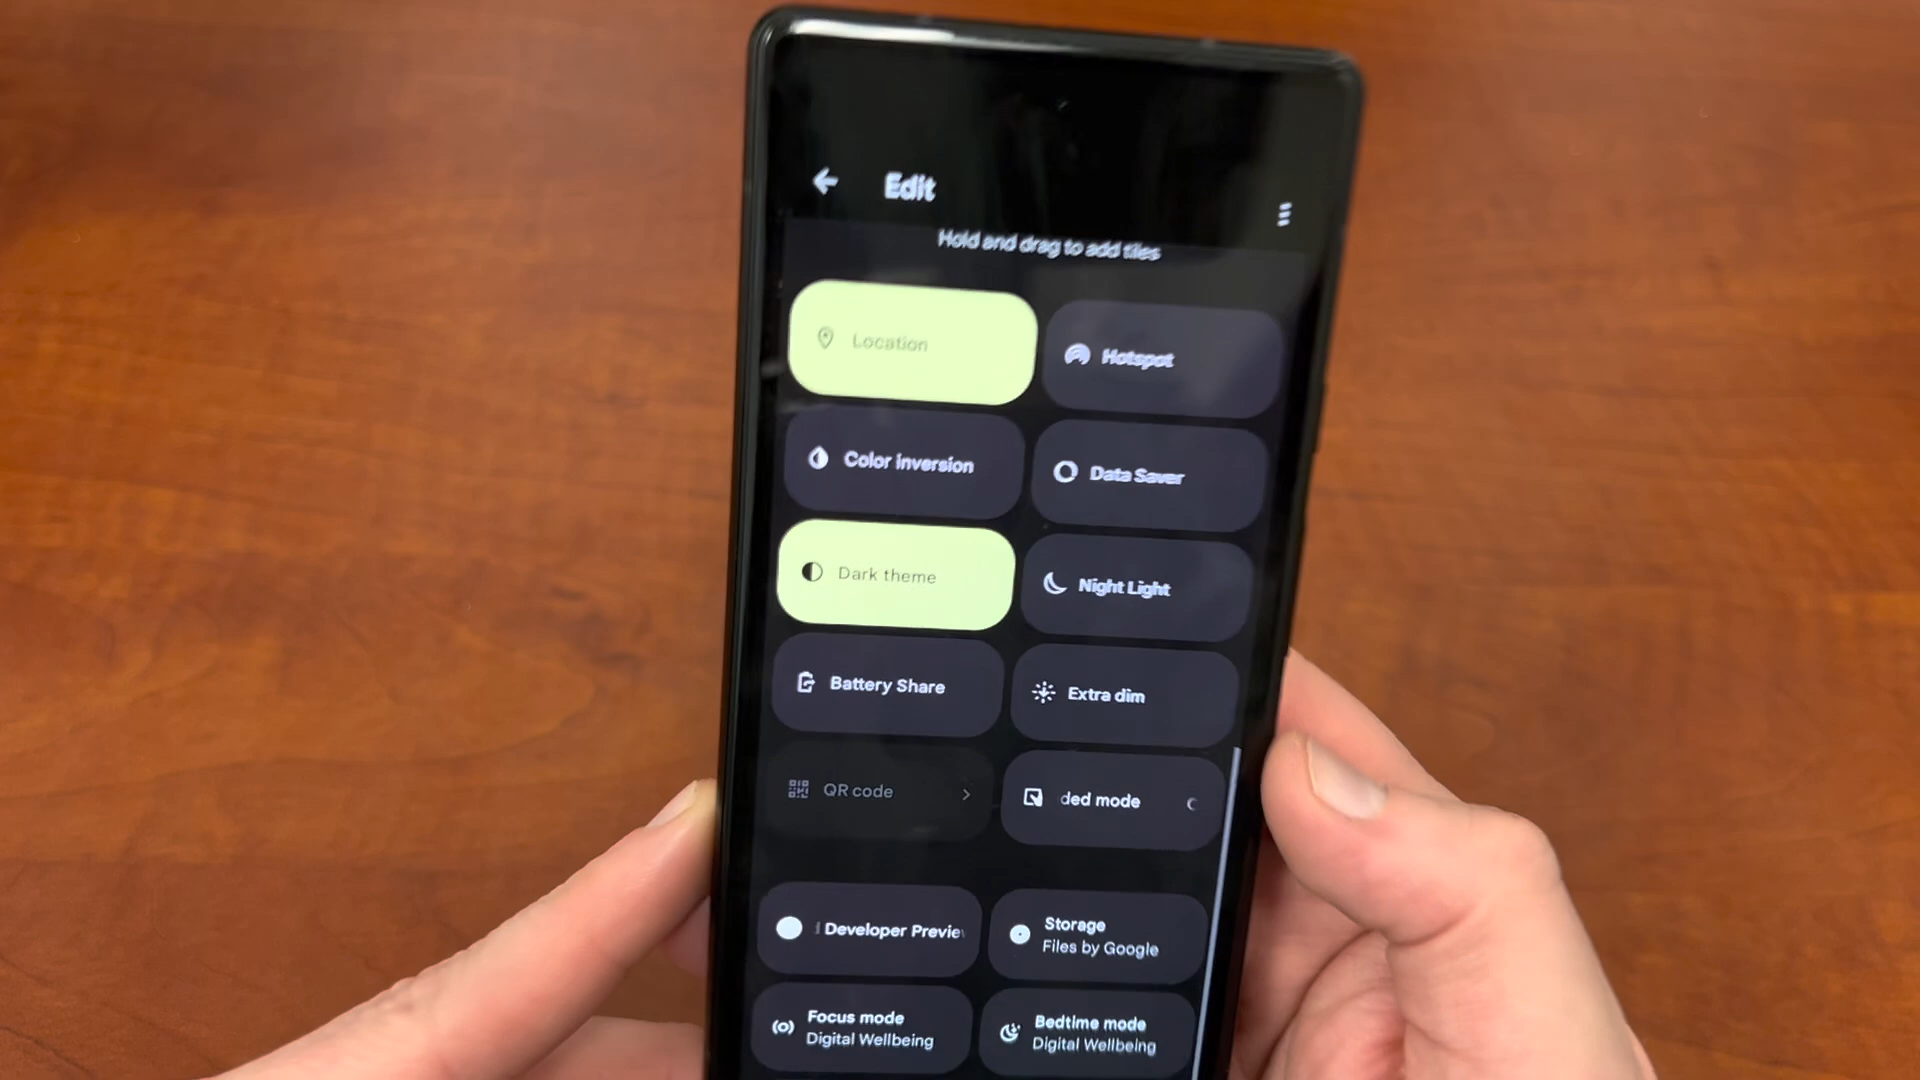 Edit
Hold and drag to add tiles
Location
Hotspot
Color inversion
Data Saver
Dark theme
Night Light
Battery Share
Extra dim
QR code
ded mode
Developer Previe
Storage
Files by Google
Focus mode
Digital Wellbeing
Bedtime mode
Digital Wellbeing